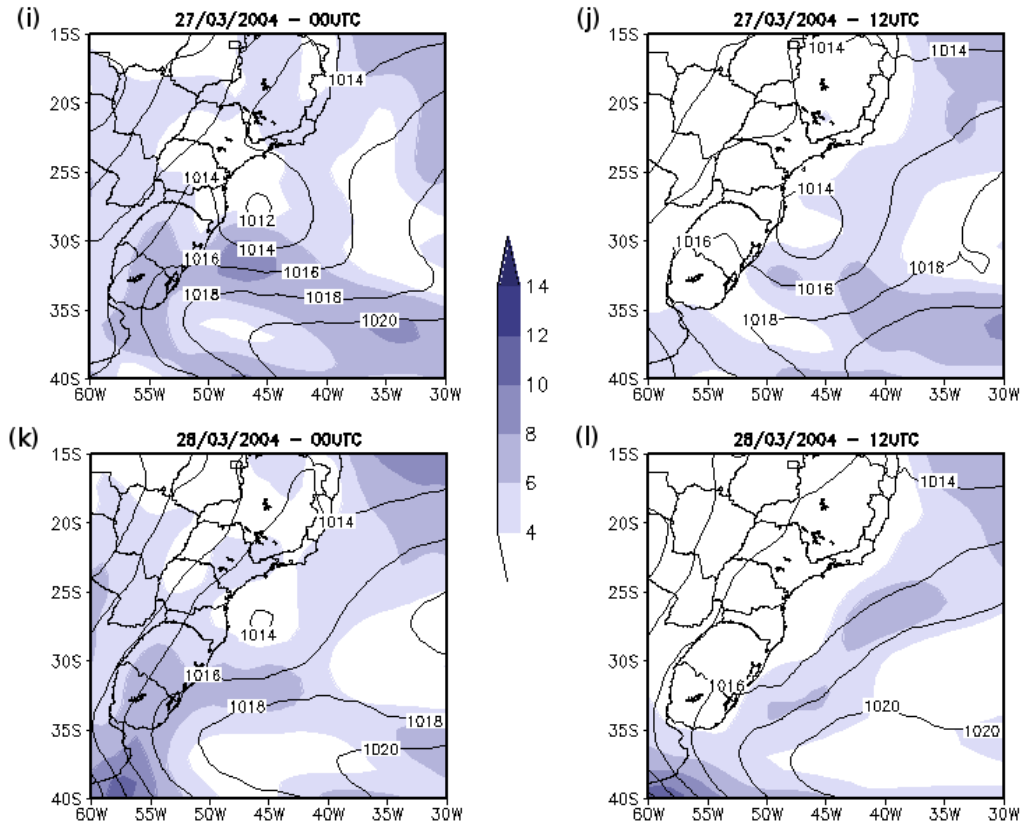 (i)
27/03/2004 – 00UTC
15S
20S
25S
30S
35S
40S
60W 55W 50W 45W 40W 35W 30W
1014
1014
1012
1014
1016
1016
1018
1018
1020
(j)
27/03/2004 – 12UTC
15S
20S
25S
30S
35S
40S
60W 55W 50W 45W 40W 35W 30W
1014
1014
1014
1016
1018
1016
1018
14
12
10
8
6
4
(k)
28/03/2004 – 00UTC
15S
20S
25S
30S
35S
40S
60W 55W 50W 45W 40W 35W 30W
1014
1014
1016
1018
1018
1020
(l)
28/03/2004 – 12UTC
15S
20S
25S
30S
35S
40S
60W 55W 50W 45W 40W 35W 30W
1014
1016
1020
1020